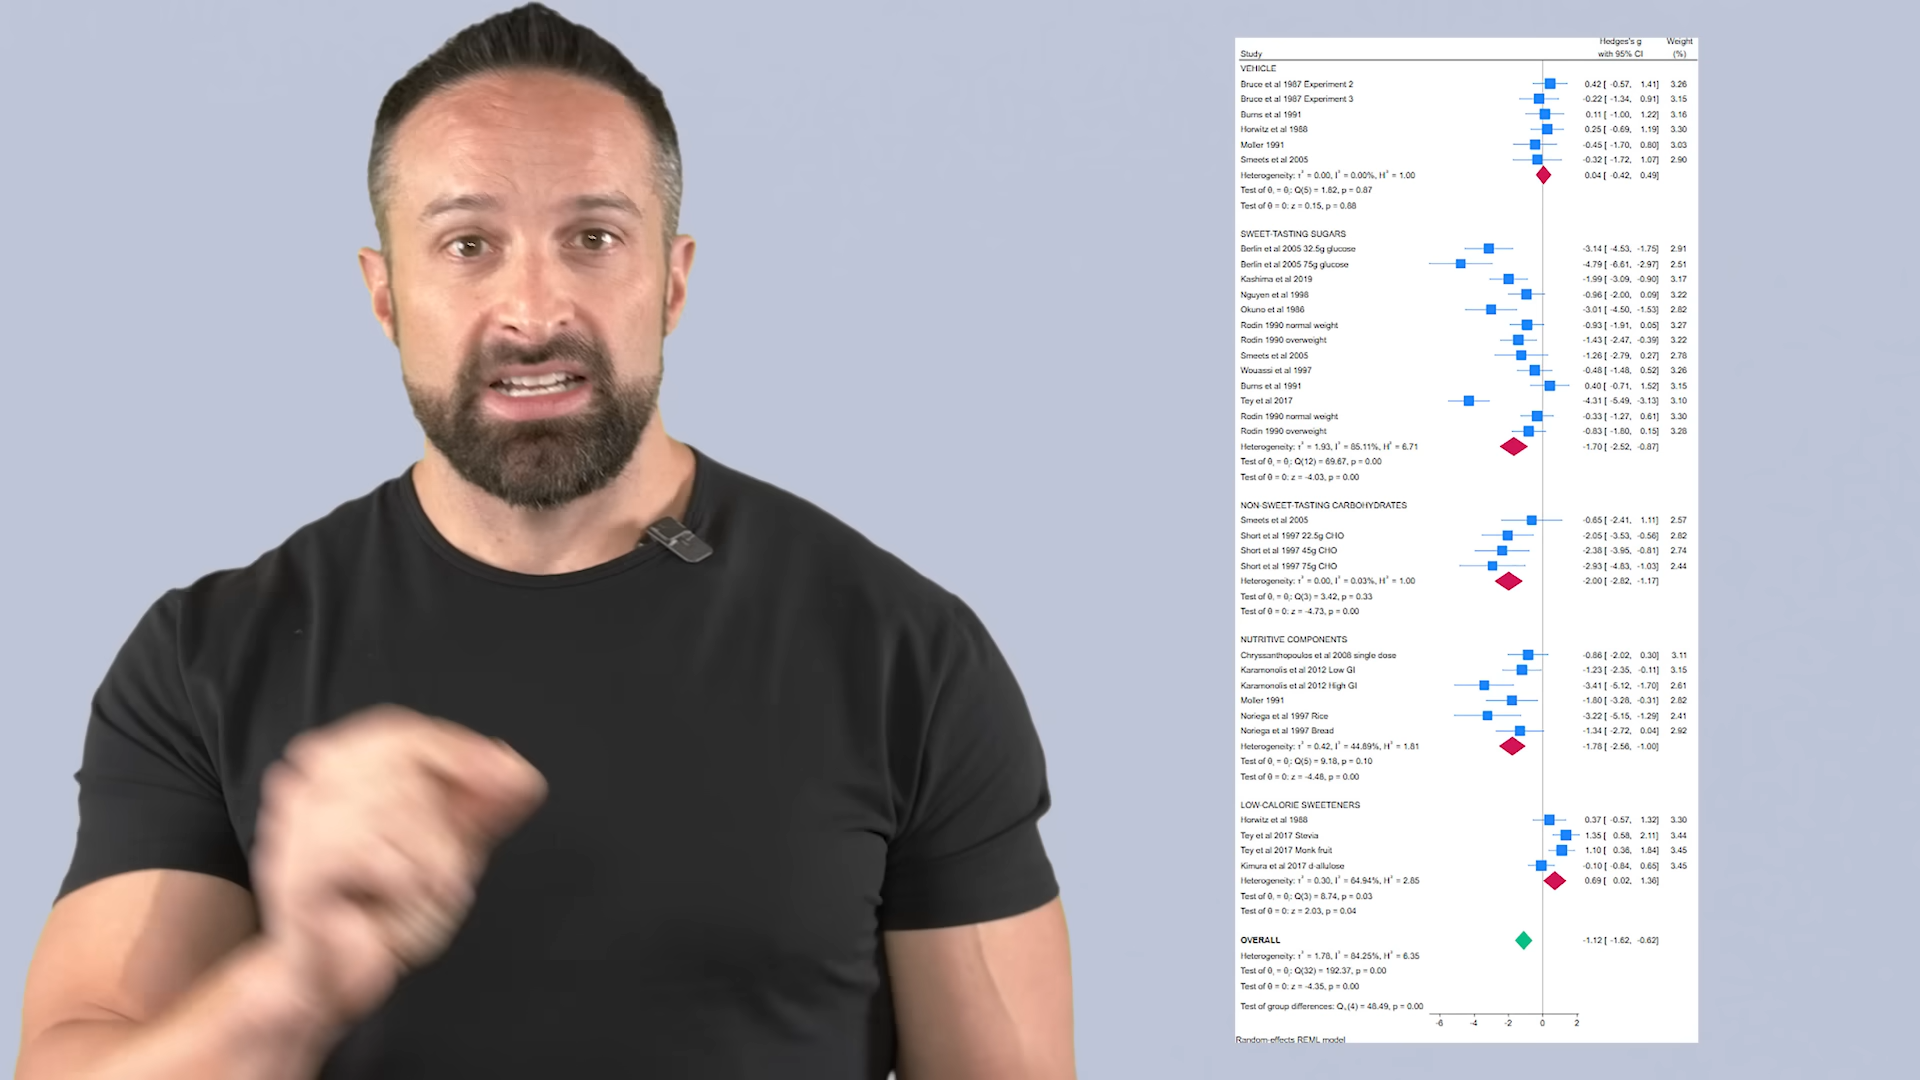 Hedges's g Weight
Study with 95% CI (%)
VEHICLE
Bruce et al 1987 Experiment 2 0.42 [ -0.57, 1.41] 3.26
Bruce et al 1987 Experiment 3 -0.22 [ -1.34, 0.91] 3.15
Burns et al 1991 0.11 [ -1.00, 1.22] 3.16
Horwitz et al 1988 0.25 [ -0.69, 1.19] 3.30
Moller 1991 -0.45 [ -1.70, 0.80] 3.03
Smeets et al 2005 -0.32 [ -1.72, 1.07] 2.90
Heterogeneity: τ² = 0.00, I² = 0.00%, H² = 1.00 0.04 [ -0.42, 0.49]
Test of θᵢ = θⱼ: Q(5) = 1.82, p = 0.87
Test of θ = 0: z = 0.15, p = 0.88
SWEET-TASTING SUGARS
Berlin et al 2005 32.5g glucose -3.14 [ -4.53, -1.75] 2.91
Berlin et al 2005 75g glucose -4.79 [ -6.61, -2.97] 2.51
Kashima et al 2019 -1.99 [ -3.09, -0.90] 3.17
Nguyen et al 1998 -0.96 [ -2.00, 0.09] 3.22
Okuno et al 1986 -3.01 [ -4.50, -1.53] 2.82
Rodin 1990 normal weight -0.93 [ -1.91, 0.05] 3.27
Rodin 1990 overweight -1.43 [ -2.47, -0.39] 3.22
Smeets et al 2005 -1.26 [ -2.79, 0.27] 2.78
Wouassi et al 1997 -0.48 [ -1.48, 0.52] 3.26
Burns et al 1991 0.40 [ -0.71, 1.52] 3.15
Tey et al 2017 -4.31 [ -5.49, -3.13] 3.10
Rodin 1990 normal weight -0.33 [ -1.27, 0.61] 3.30
Rodin 1990 overweight -0.83 [ -1.80, 0.15] 3.28
Heterogeneity: τ² = 1.93, I² = 85.11%, H² = 6.71 -1.70 [ -2.52, -0.87]
Test of θᵢ = θⱼ: Q(12) = 69.67, p = 0.00
Test of θ = 0: z = -4.03, p = 0.00
NON-SWEET-TASTING CARBOHYDRATES
Smeets et al 2005 -0.65 [ -2.41, 1.11] 2.57
Short et al 1997 22.5g CHO -2.05 [ -3.53, -0.56] 2.82
Short et al 1997 45g CHO -2.38 [ -3.95, -0.81] 2.74
Short et al 1997 75g CHO -2.93 [ -4.83, -1.03] 2.44
Heterogeneity: τ² = 0.00, I² = 0.03%, H² = 1.00 -2.00 [ -2.82, -1.17]
Test of θᵢ = θⱼ: Q(3) = 3.42, p = 0.33
Test of θ = 0: z = -4.73, p = 0.00
NUTRITIVE COMPONENTS
Chryssanthopoulos et al 2008 single dose -0.86 [ -2.02, 0.30] 3.11
Karamonolis et al 2012 Low GI -1.23 [ -2.35, -0.11] 3.15
Karamonolis et al 2012 High GI -3.41 [ -5.12, -1.70] 2.61
Moller 1991 -1.80 [ -3.28, -0.31] 2.82
Noriega et al 1997 Rice -3.22 [ -5.15, -1.29] 2.41
Noriega et al 1997 Bread -1.34 [ -2.72, 0.04] 2.92
Heterogeneity: τ² = 0.42, I² = 44.89%, H² = 1.81 -1.78 [ -2.56, -1.00]
Test of θᵢ = θⱼ: Q(5) = 9.18, p = 0.10
Test of θ = 0: z = -4.48, p = 0.00
LOW-CALORIE SWEETENERS
Horwitz et al 1988 0.37 [ -0.57, 1.32] 3.30
Tey et al 2017 Stevia 1.35 [ 0.58, 2.11] 3.44
Tey et al 2017 Monk fruit 1.10 [ 0.36, 1.84] 3.45
Kimura et al 2017 d-allulose -0.10 [ -0.84, 0.65] 3.45
Heterogeneity: τ² = 0.30, I² = 64.94%, H² = 2.85 0.69 [ 0.02, 1.36]
Test of θᵢ = θⱼ: Q(3) = 8.74, p = 0.03
Test of θ = 0: z = 2.03, p = 0.04
OVERALL -1.12 [ -1.62, -0.62]
Heterogeneity: τ² = 1.78, I² = 84.25%, H² = 6.35
Test of θᵢ = θⱼ: Q(32) = 192.37, p = 0.00
Test of θ = 0: z = -4.35, p = 0.00
Test of group differences: Qᵦ(4) = 48.49, p = 0.00
-6 -4 -2 0 2
Random-effects REML model